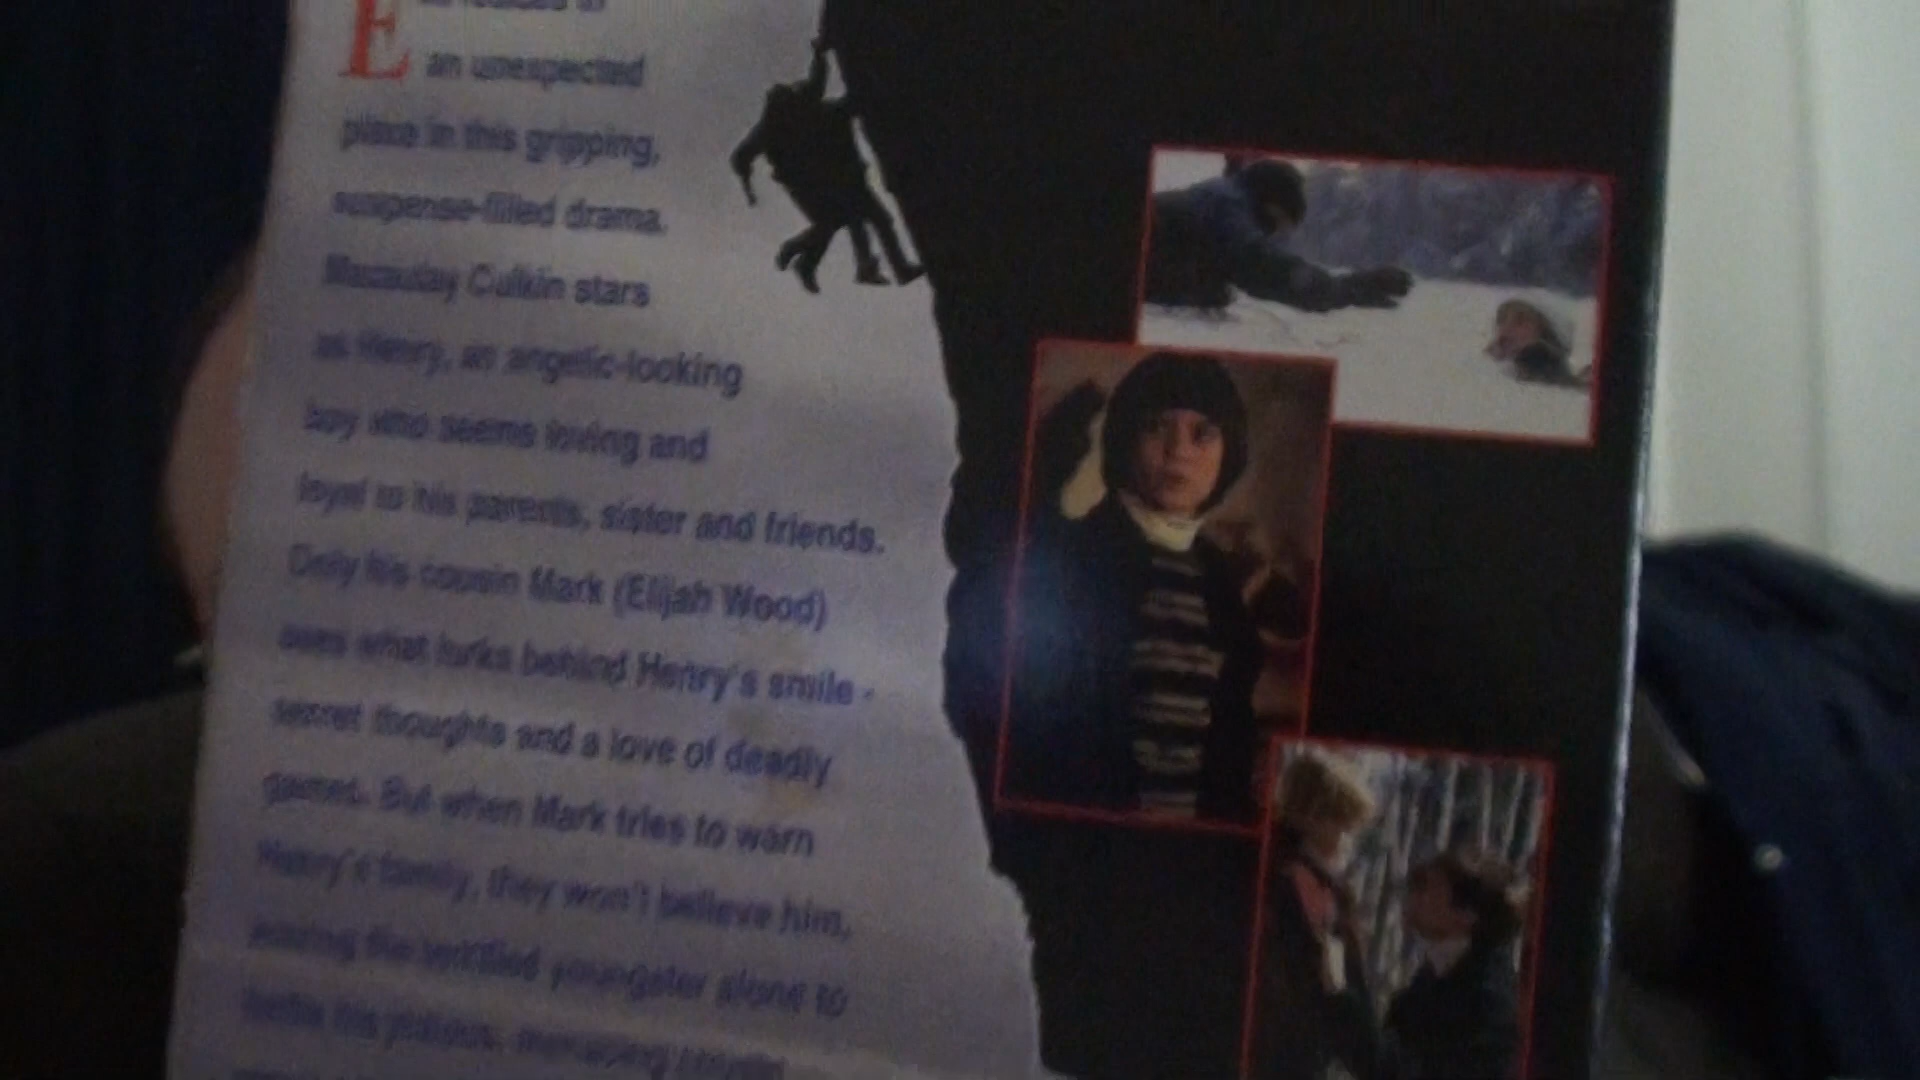 E
an unexpected
place in this gripping,
suspense-filled drama.
Macaulay Culkin stars
as Henry, an angelic-looking
boy who seems loving and
loyal to his parents, sister and friends.
Only his cousin Mark (Elijah Wood)
sees what lurks behind Henry's smile -
secret thoughts and a love of deadly
games. But when Mark tries to warn
Henry's family, they won't believe him,
the terrified youngster alone to
his